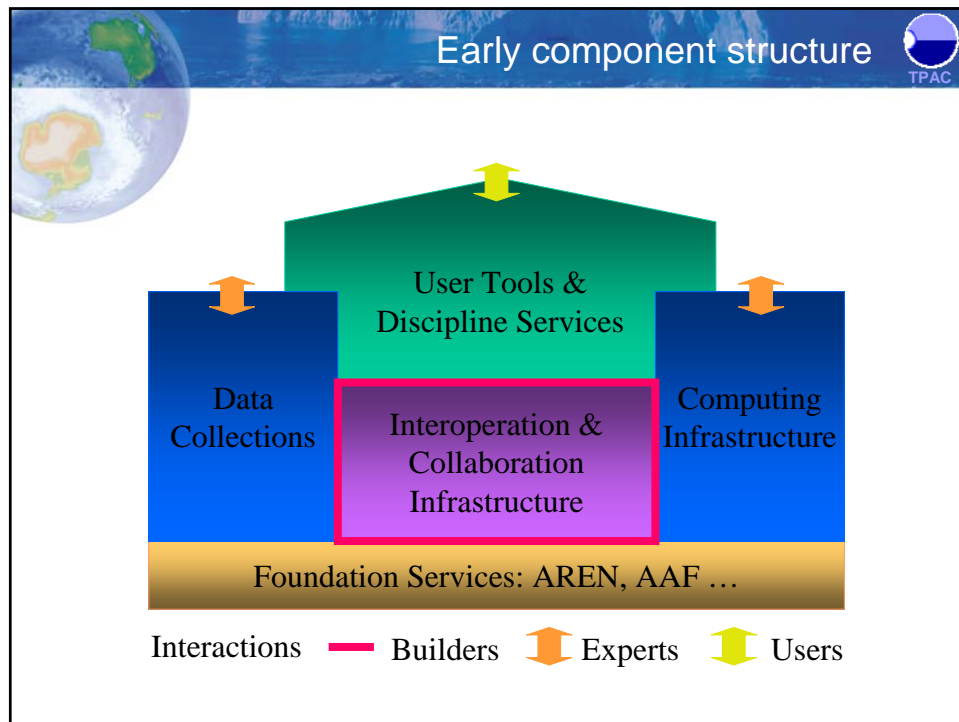 Early component structure
TPAC
User Tools &
Discipline Services
Data
Collections
Interoperation &
Collaboration
Infrastructure
Computing
Infrastructure
Foundation Services: AREN, AAF …
Interactions Builders Experts Users